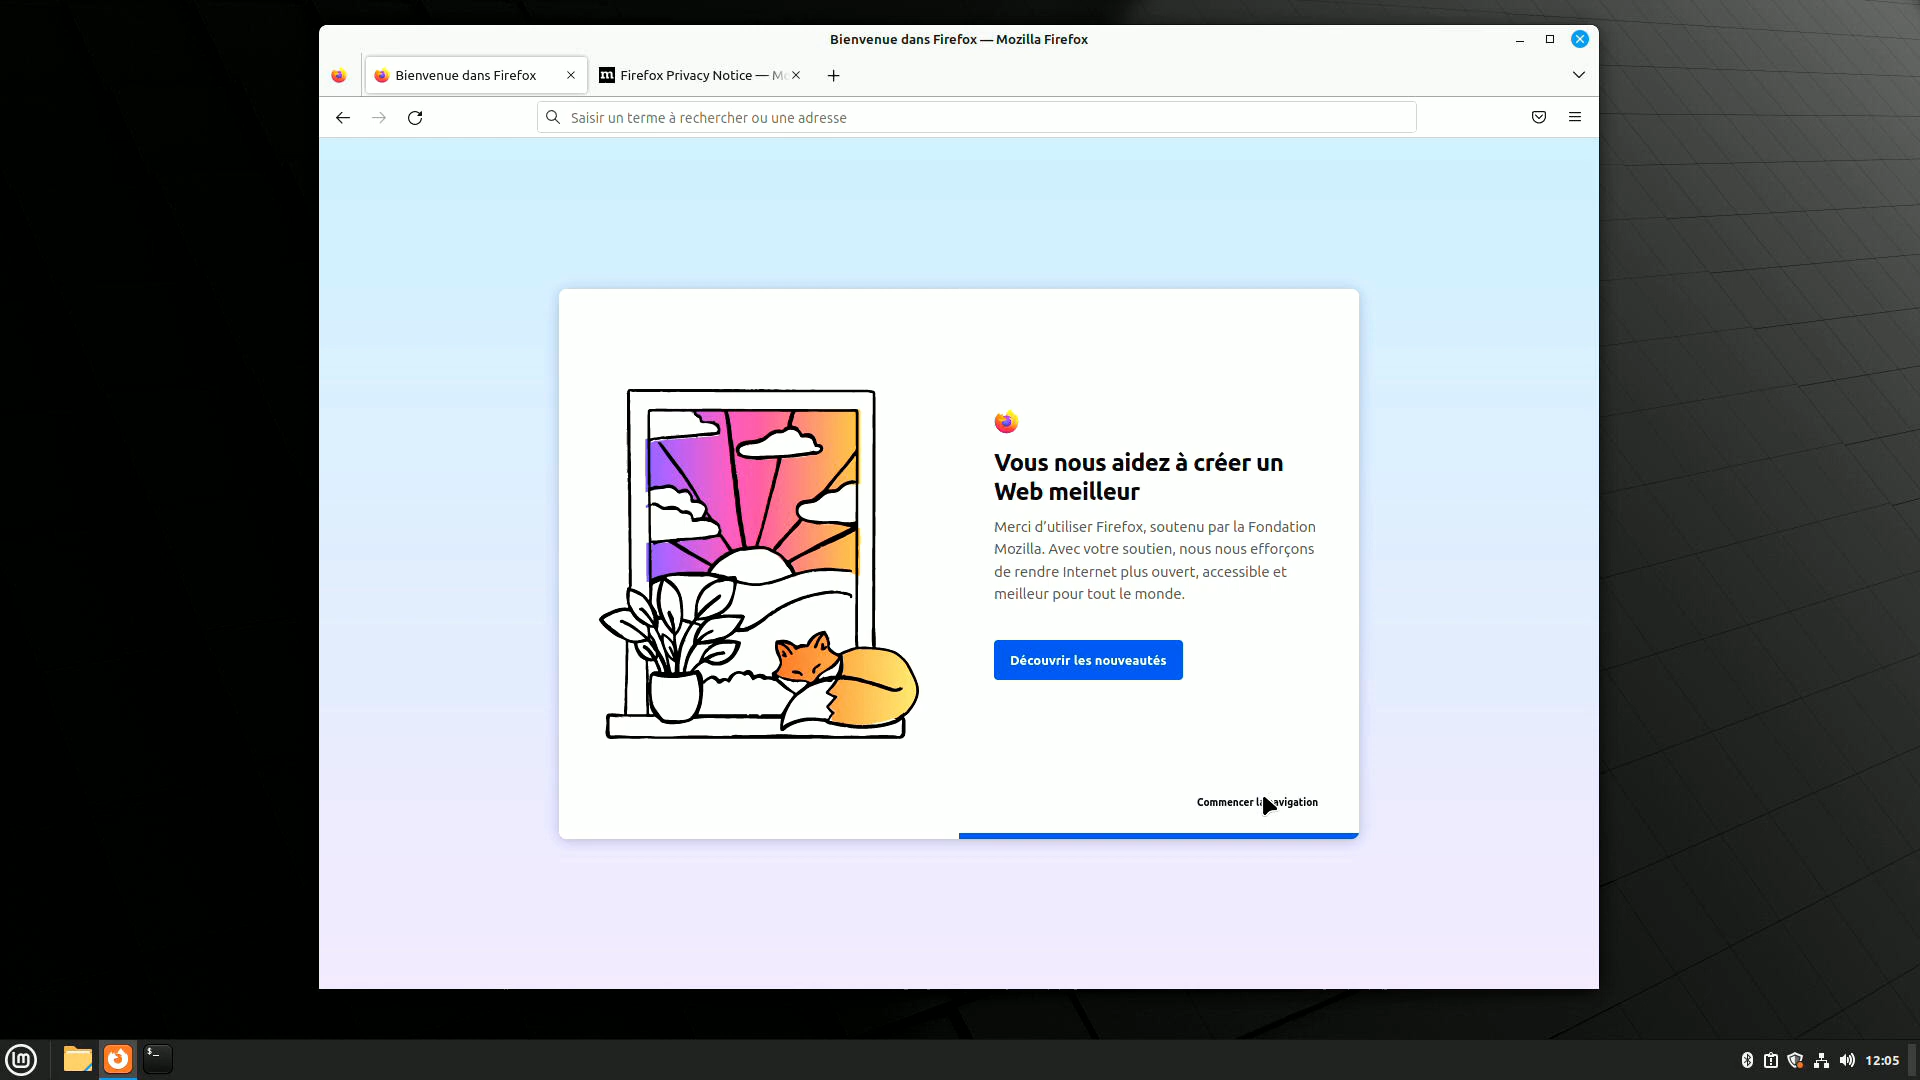 Bienvenue dans Firefox — Mozilla Firefox
Bienvenue dans Firefox
Firefox Privacy Notice —
Saisir un terme à rechercher ou une adresse
Vous nous aidez à créer un
Web meilleur
Merci d’utiliser Firefox, soutenu par la Fondation
Mozilla. Avec votre soutien, nous nous efforçons
de rendre Internet plus ouvert, accessible et
meilleur pour tout le monde.
Découvrir les nouveautés
Commencer la navigation
12:05